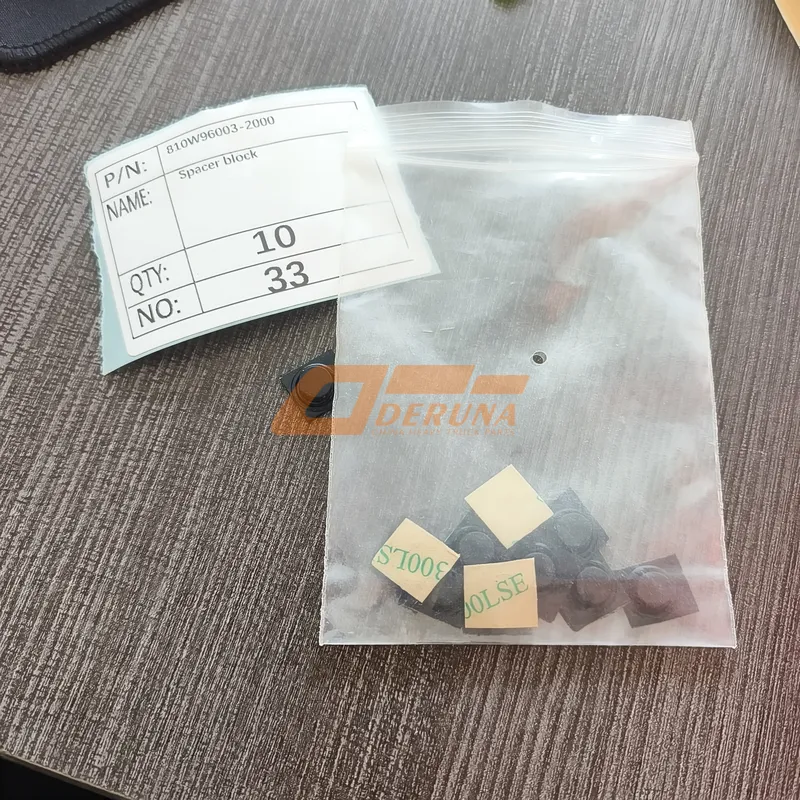 P/N: 810W96003-2000
NAME: Spacer block
QTY: 10
NO: 33
DERUNA
300LS
00LSE